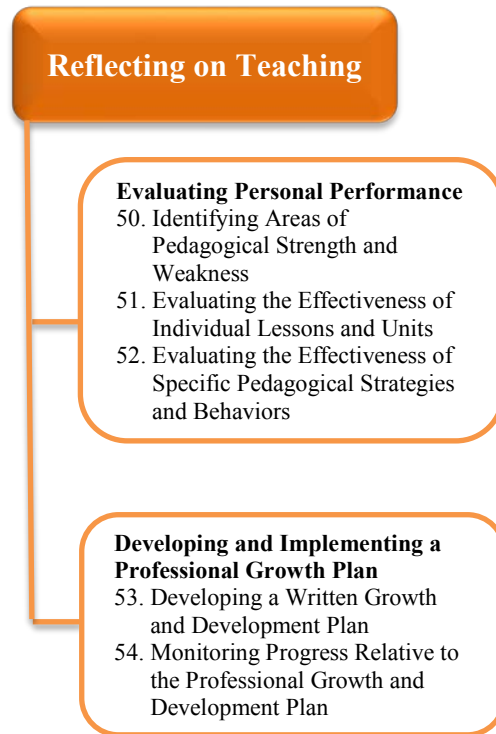 Reflecting on Teaching
Evaluating Personal Performance
50. Identifying Areas of
Pedagogical Strength and
Weakness
51. Evaluating the Effectiveness of
Individual Lessons and Units
52. Evaluating the Effectiveness of
Specific Pedagogical Strategies
and Behaviors
Developing and Implementing a
Professional Growth Plan
53. Developing a Written Growth
and Development Plan
54. Monitoring Progress Relative to
the Professional Growth and
Development Plan